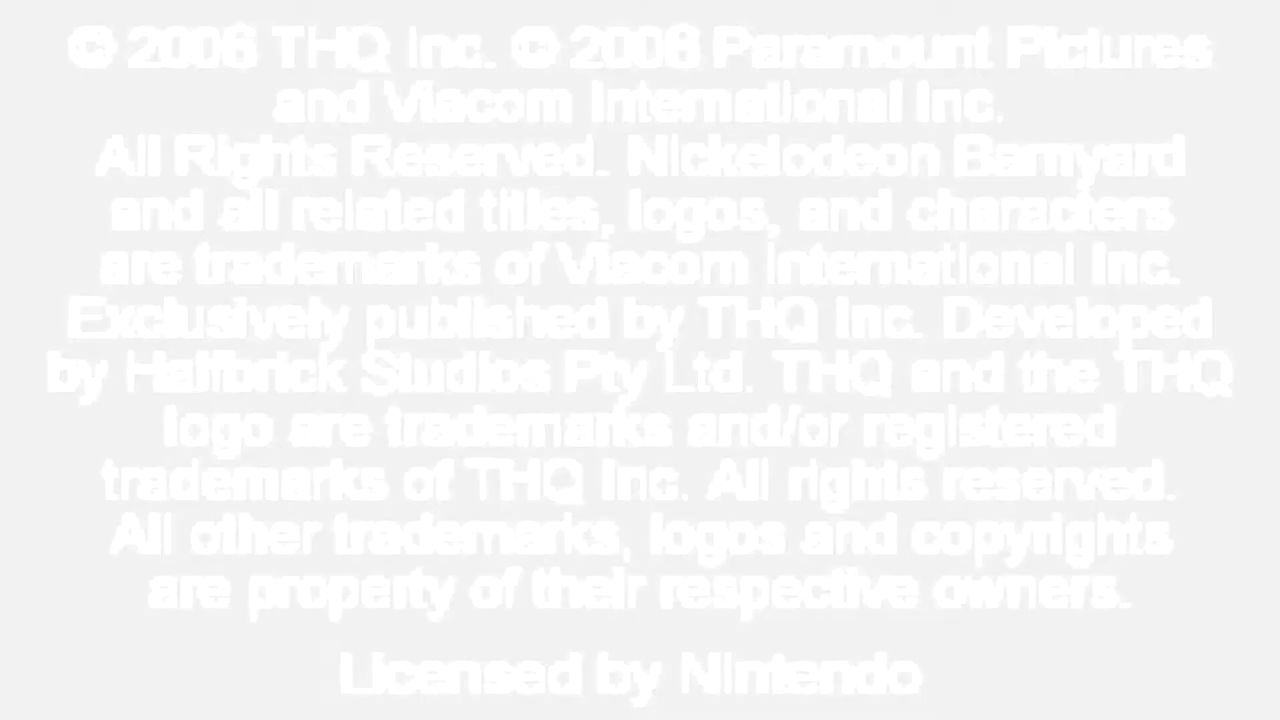 © 2006 THQ Inc. © 2006 Paramount Pictures
and Viacom International Inc.
All Rights Reserved. Nickelodeon Barnyard
and all related titles, logos, and characters
are trademarks of Viacom International Inc.
Exclusively published by THQ Inc. Developed
by Halfbrick Studios Pty Ltd. THQ and the THQ
logo are trademarks and/or registered
trademarks of THQ Inc. All rights reserved.
All other trademarks, logos and copyrights
are property of their respective owners.
Licensed by Nintendo